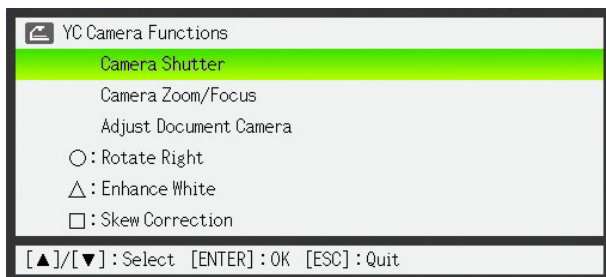 YC Camera Functions
Camera Shutter
Camera Zoom/Focus
Adjust Document Camera
○:Rotate Right
△:Enhance White
□:Skew Correction
[▲]/[▼]:Select [ENTER]:OK [ESC]:Quit